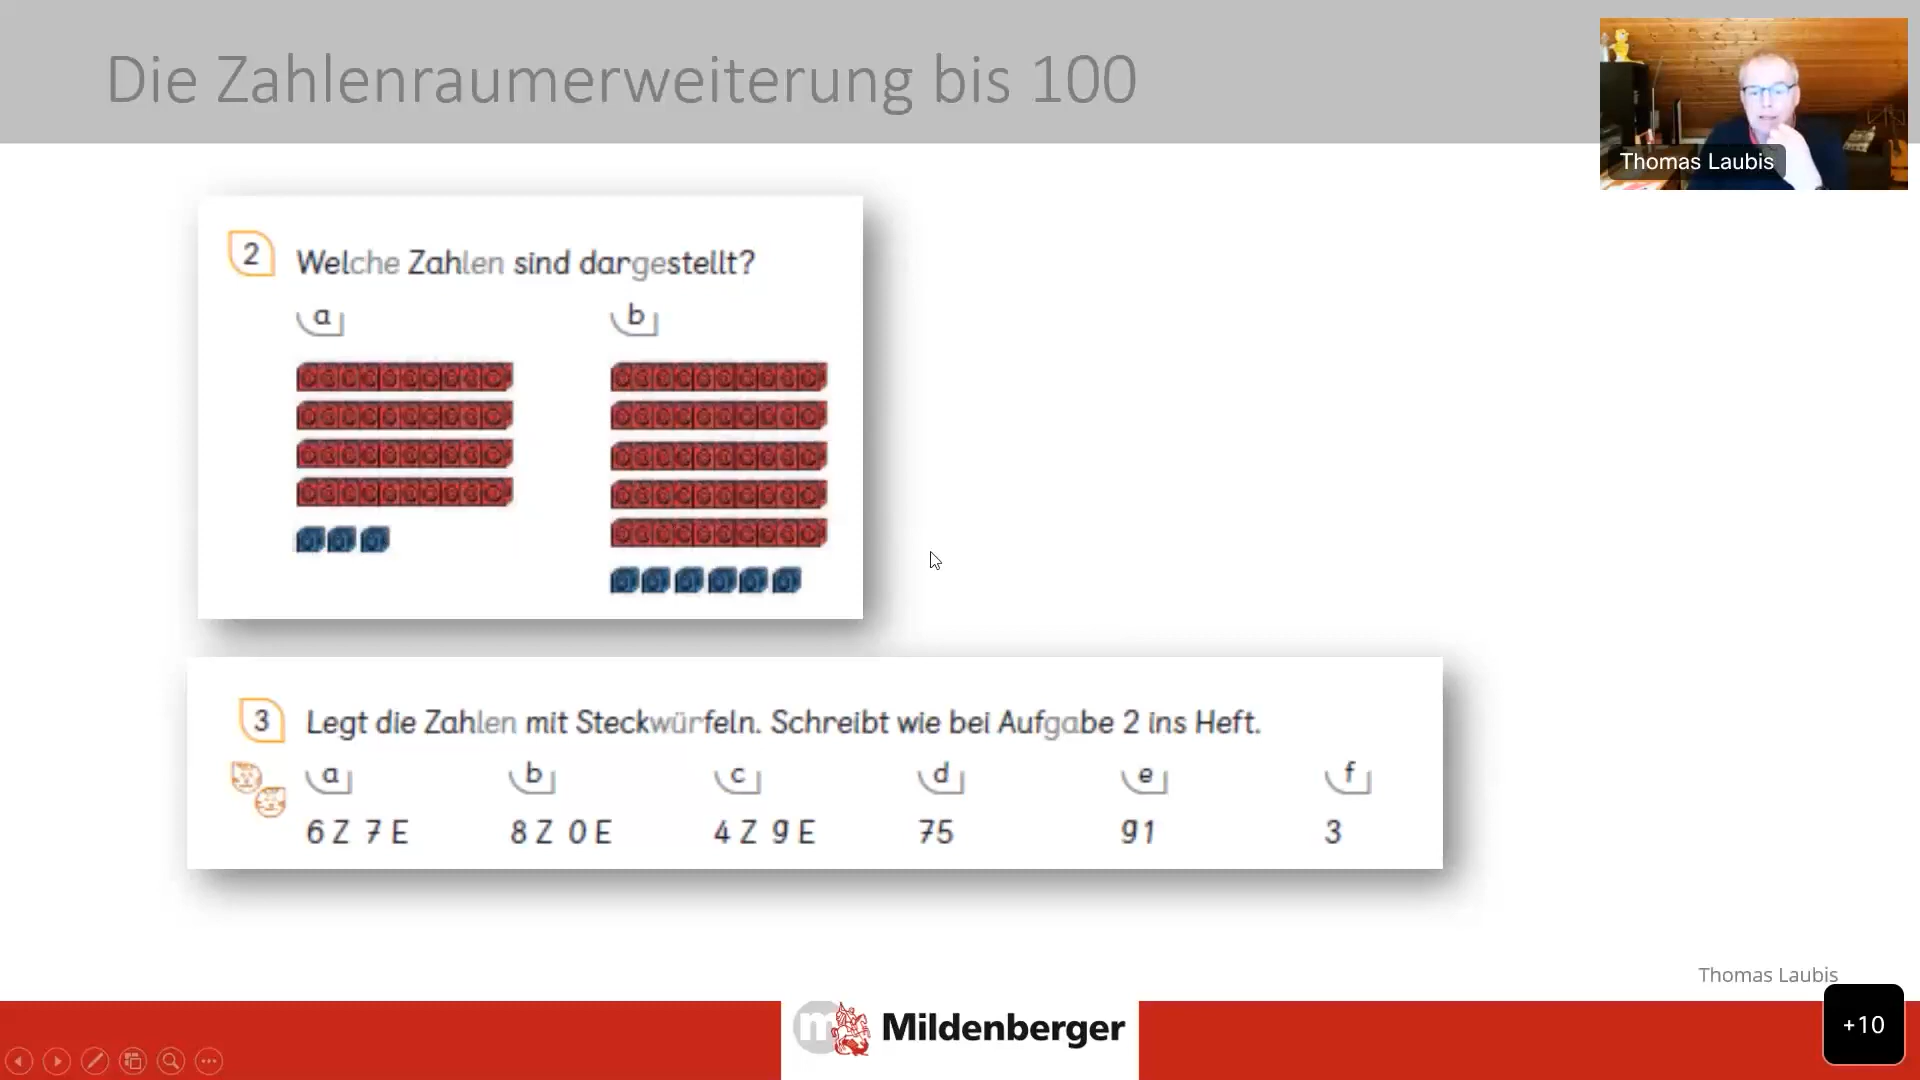 Die Zahlenraumerweiterung bis 100
Thomas Laubis
2 Welche Zahlen sind dargestellt?
a b
3 Legt die Zahlen mit Steckwürfeln. Schreibt wie bei Aufgabe 2 ins Heft.
a b c d e f
6 Z 7 E 8 Z 0 E 4 Z 9 E 75 91 3
Thomas Laubis
m Mildenberger
+10